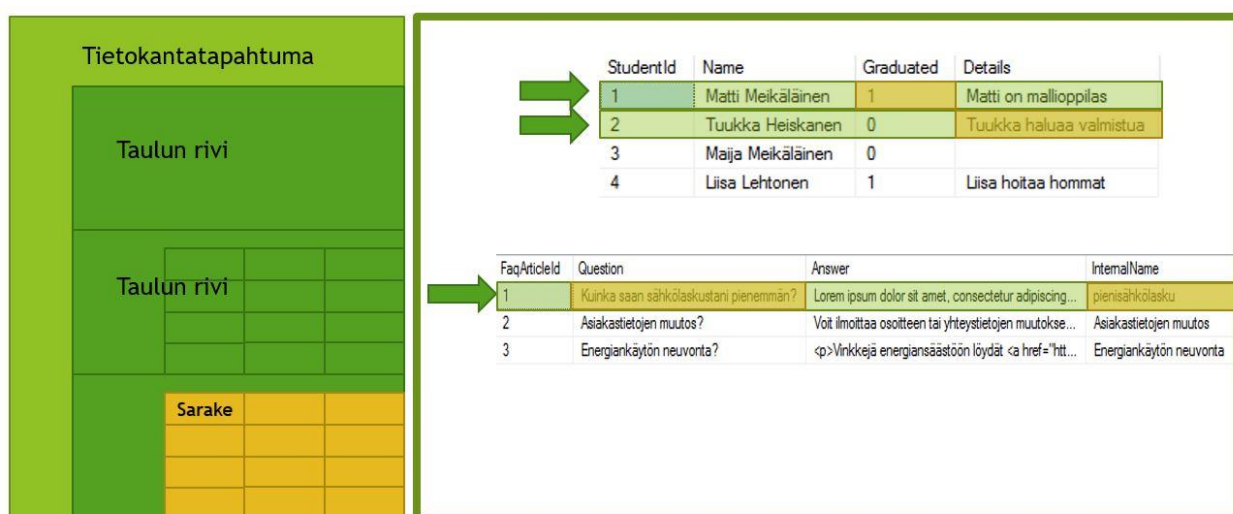 Tietokantatapahtuma
Taulun rivi
Taulun rivi
Sarake
StudentId Name Graduated Details
1 Matti Meikäläinen 1 Matti on mallioppilas
2 Tuukka Heiskanen 0 Tuukka haluaa valmistua
3 Maija Meikäläinen 0
4 Liisa Lehtonen 1 Liisa hoitaa hommat
FaqArticleId Question Answer InternalName
1 Kuinka saan sähkölaskustani pienemmän? Lorem ipsum dolor sit amet, consectetur adipiscing... pienisähkölasku
2 Asiakastietojen muutos? Voit ilmoittaa osoitteen tai yhteystietojen muutokse... Asiakastietojen muutos
3 Energiankäytön neuvonta? <p>Vinkkejä energiansäästöön löydät <a href="htt... Energiankäytön neuvonta